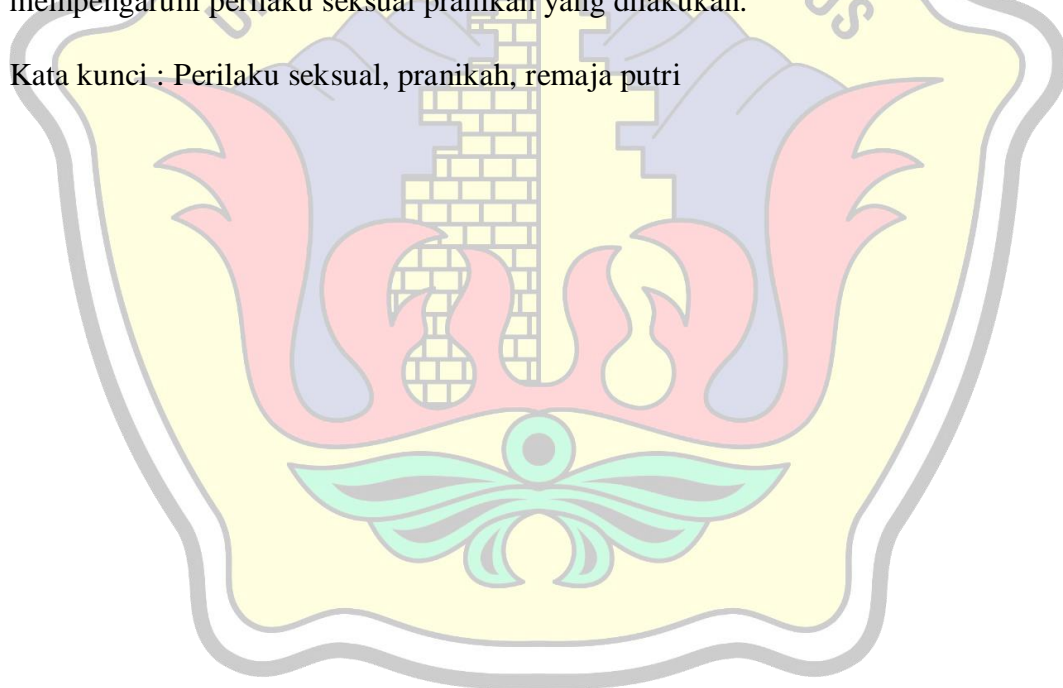 mempengaruhi perilaku seksual pranikah yang dilakukan.
Kata kunci : Perilaku seksual, pranikah, remaja putri